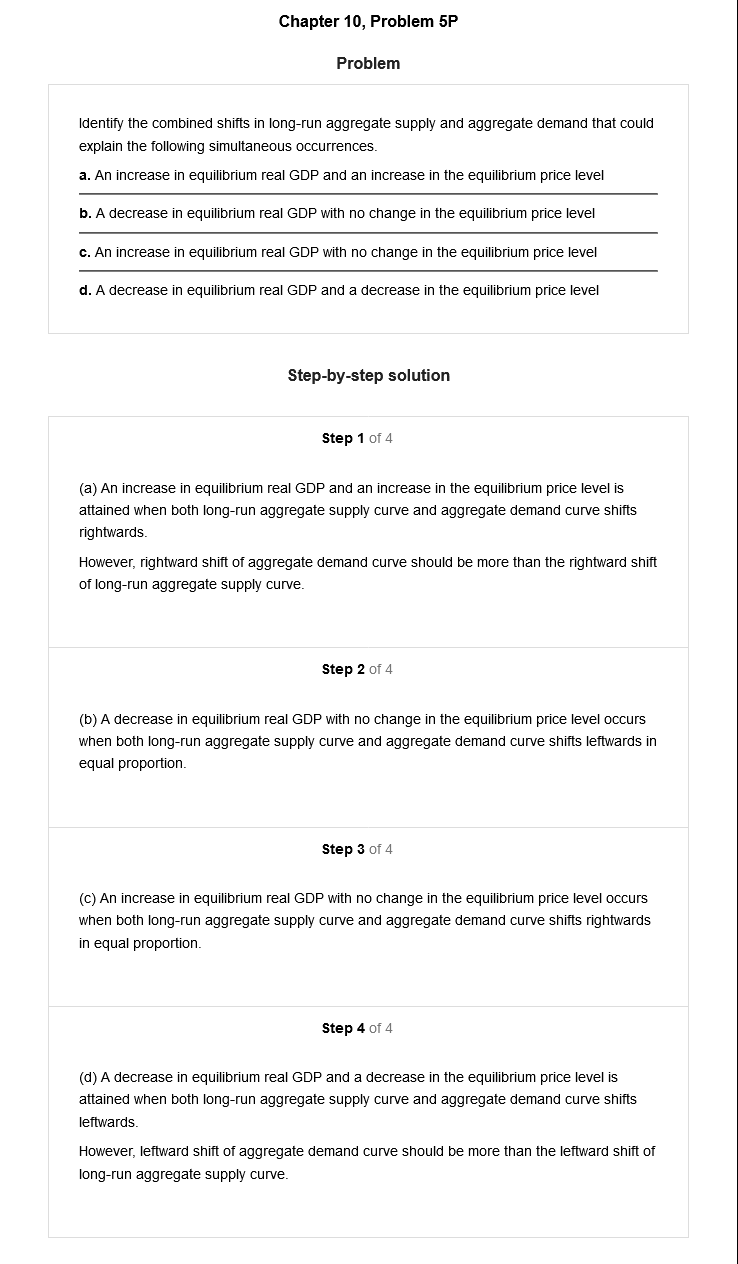 Chapter 10, Problem 5P
Problem
Identify the combined shifts in long-run aggregate supply and aggregate demand that could
explain the following simultaneous occurrences.
a. An increase in equilibrium real GDP and an increase in the equilibrium price level
b. A decrease in equilibrium real GDP with no change in the equilibrium price level
c. An increase in equilibrium real GDP with no change in the equilibrium price level
d. A decrease in equilibrium real GDP and a decrease in the equilibrium price level
Step-by-step solution
Step 1 of 4
(a) An increase in equilibrium real GDP and an increase in the equilibrium price level is
attained when both long-run aggregate supply curve and aggregate demand curve shifts
rightwards.
However, rightward shift of aggregate demand curve should be more than the rightward shift
of long-run aggregate supply curve.
Step 2 of 4
(b) A decrease in equilibrium real GDP with no change in the equilibrium price level occurs
when both long-run aggregate supply curve and aggregate demand curve shifts leftwards in
equal proportion.
Step 3 of 4
(c) An increase in equilibrium real GDP with no change in the equilibrium price level occurs
when both long-run aggregate supply curve and aggregate demand curve shifts rightwards
in equal proportion.
Step 4 of 4
(d) A decrease in equilibrium real GDP and a decrease in the equilibrium price level is
attained when both long-run aggregate supply curve and aggregate demand curve shifts
leftwards.
However, leftward shift of aggregate demand curve should be more than the leftward shift of
long-run aggregate supply curve.